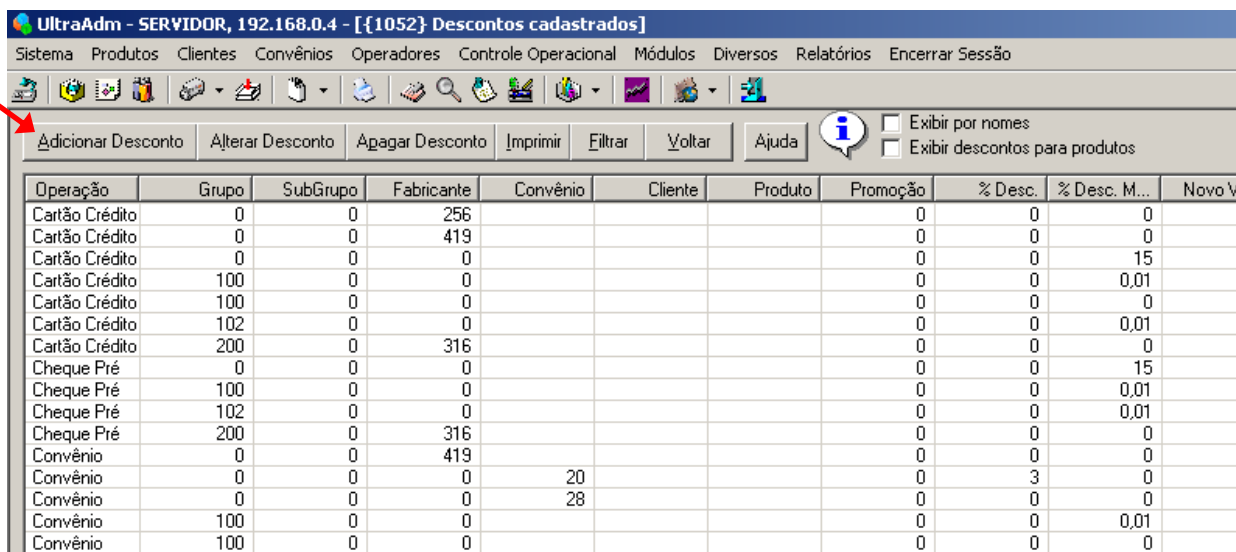 UltraAdm - SERVIDOR, 192.168.0.4 - [{1052} Descontos cadastrados]
Sistema Produtos Clientes Convênios Operadores Controle Operacional Módulos Diversos Relatórios Encerrar Sessão
Adicionar Desconto Alterar Desconto Apagar Desconto Imprimir Filtrar Voltar Ajuda
Exibir por nomes
Exibir descontos para produtos
Operação Grupo SubGrupo Fabricante Convênio Cliente Produto Promoção % Desc. % Desc. M... Novo V
Cartão Crédito 0 0 256 0 0 0
Cartão Crédito 0 0 419 0 0 0
Cartão Crédito 0 0 0 0 0 15
Cartão Crédito 100 0 0 0 0 0,01
Cartão Crédito 100 0 0 0 0 0
Cartão Crédito 102 0 0 0 0 0,01
Cartão Crédito 200 0 316 0 0 0
Cheque Pré 0 0 0 0 0 15
Cheque Pré 100 0 0 0 0 0,01
Cheque Pré 102 0 0 0 0 0,01
Cheque Pré 200 0 316 0 0 0
Convênio 0 0 419 0 0 0
Convênio 0 0 0 20 0 3 0
Convênio 0 0 0 28 0 0 0
Convênio 100 0 0 0 0 0,01
Convênio 100 0 0 0 0 0